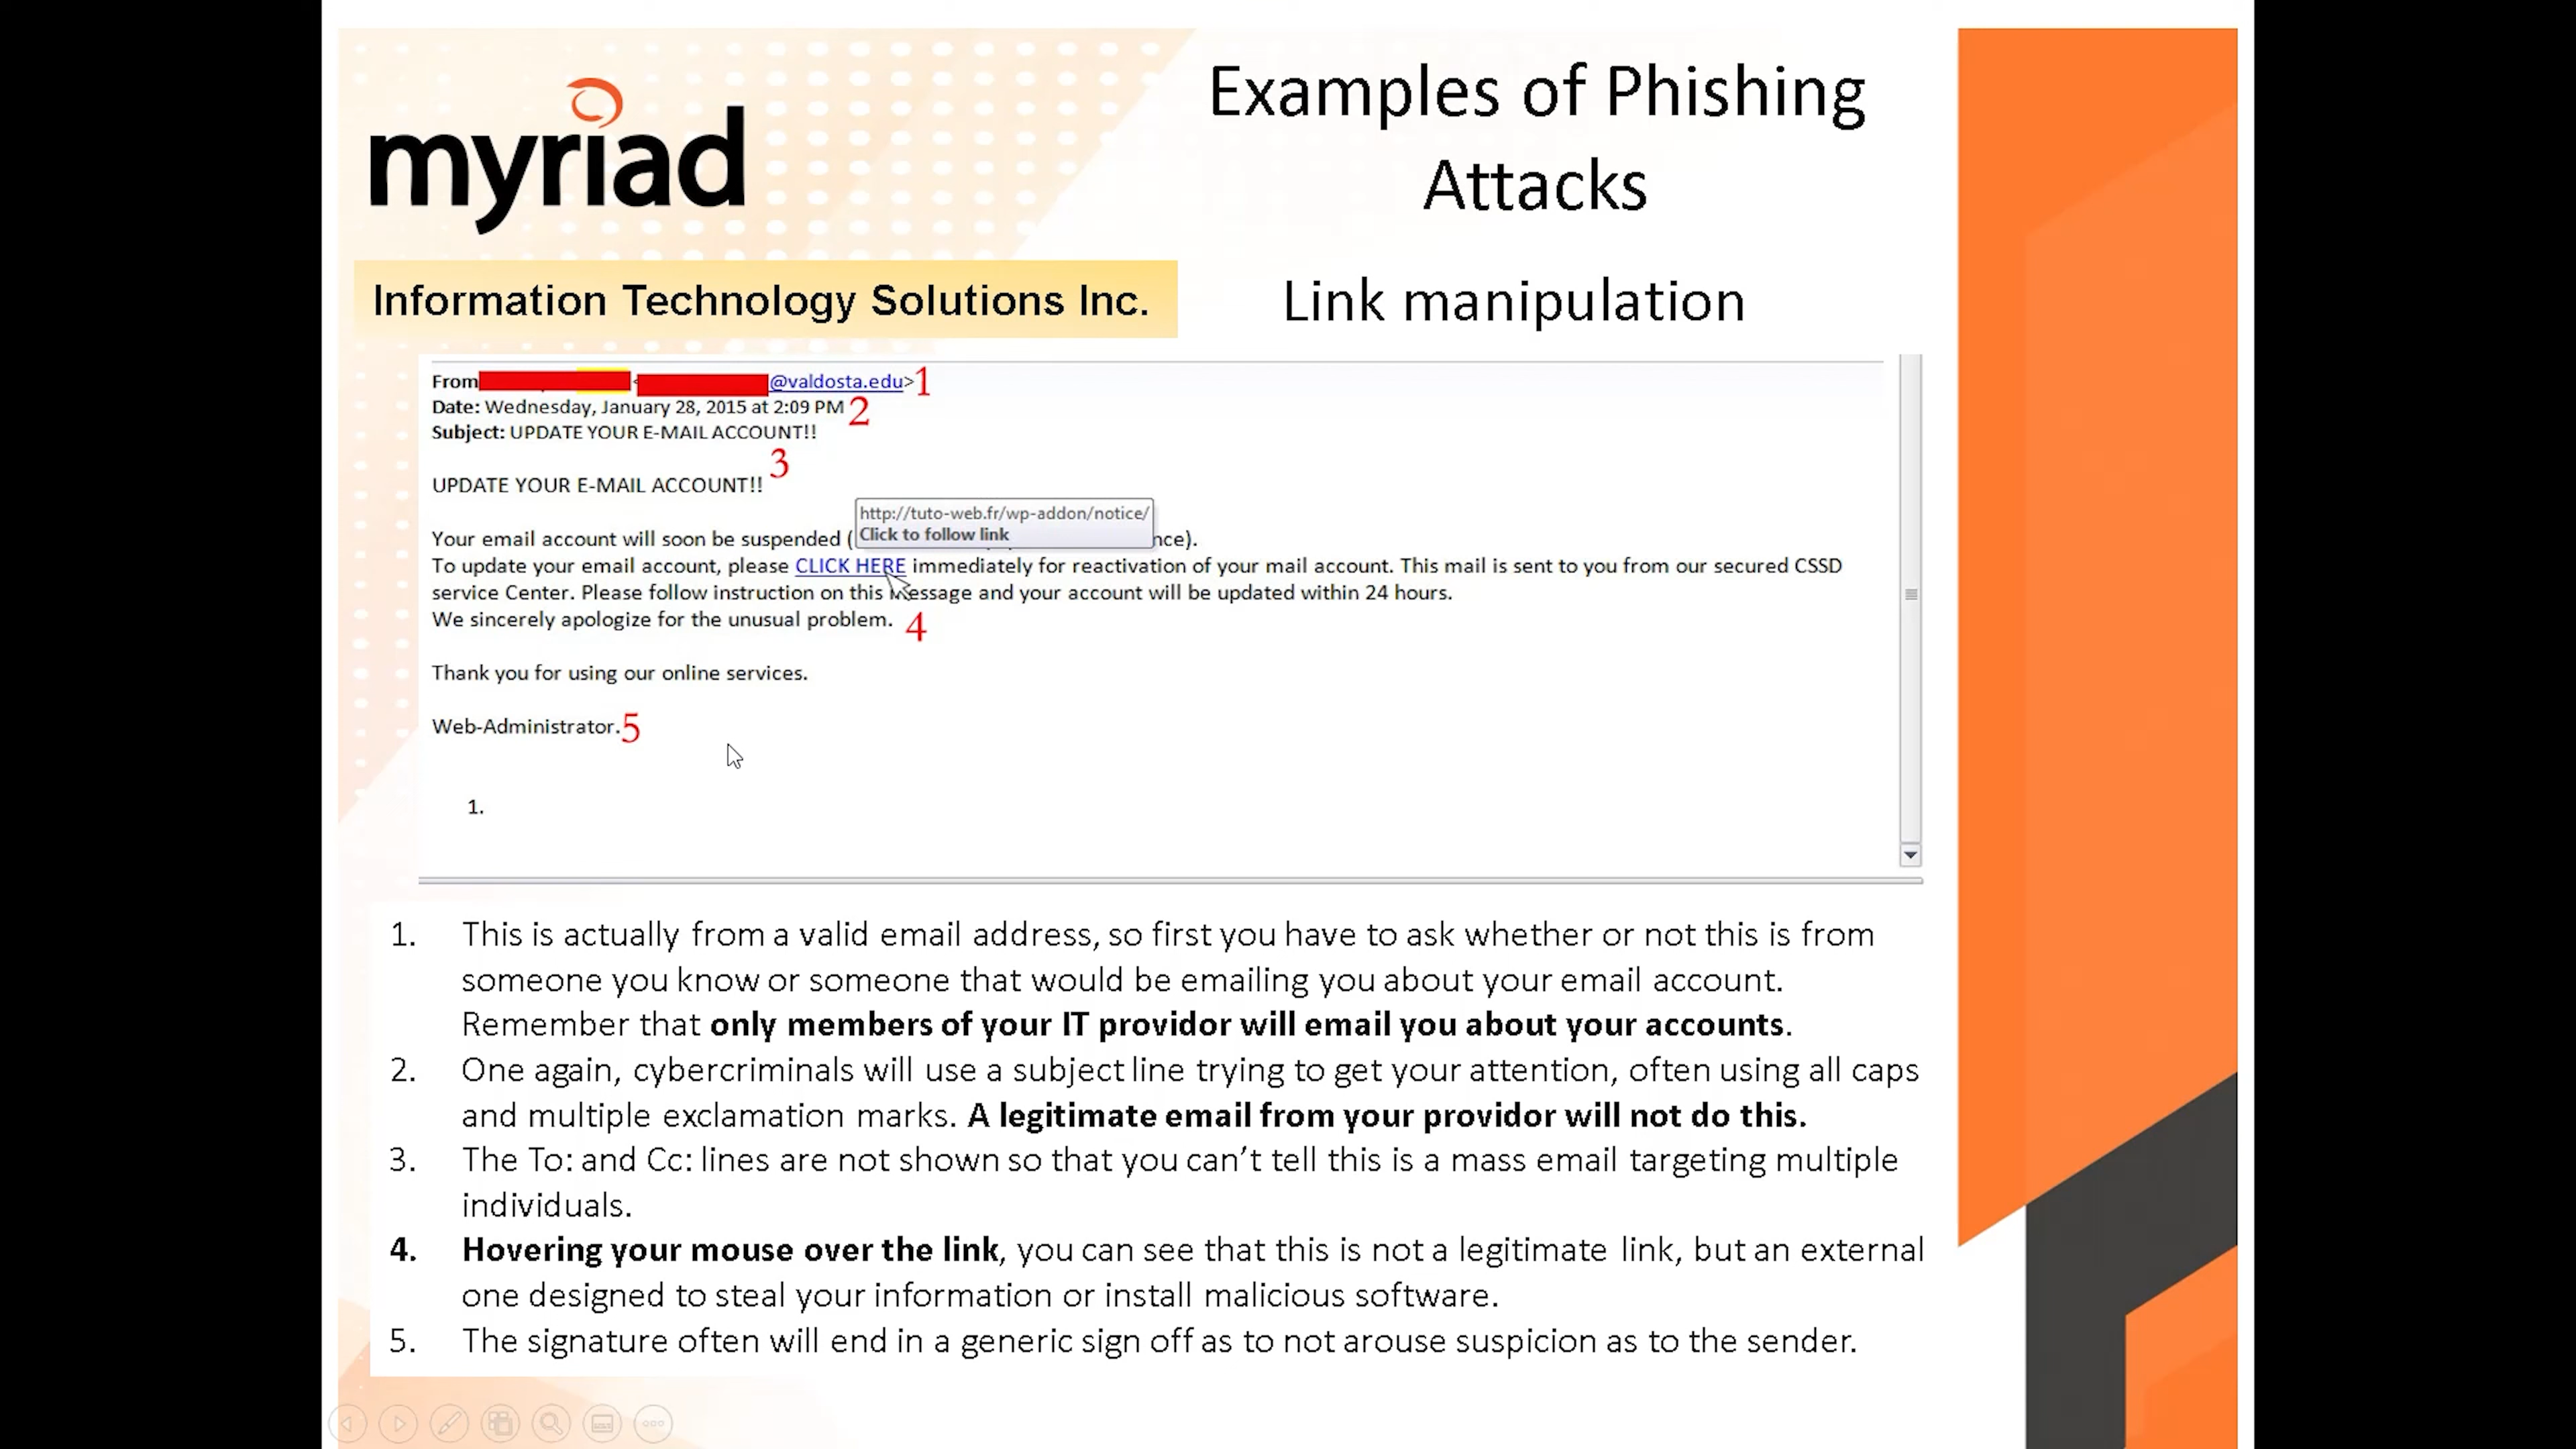 myriad
Examples of Phishing
Attacks
Information Technology Solutions Inc.
Link manipulation
From < @valdosta.edu>1
Date: Wednesday, January 28, 2015 at 2:09 PM 2
Subject: UPDATE YOUR E-MAIL ACCOUNT!!
3
UPDATE YOUR E-MAIL ACCOUNT!!
http://tuto-web.fr/wp-addon/notice/
Click to follow link
Your email account will soon be suspended ( nce).
To update your email account, please CLICK HERE immediately for reactivation of your mail account. This mail is sent to you from our secured CSSD
service Center. Please follow instruction on this message and your account will be updated within 24 hours.
We sincerely apologize for the unusual problem. 4
Thank you for using our online services.
Web-Administrator.5
1.
1. This is actually from a valid email address, so first you have to ask whether or not this is from
someone you know or someone that would be emailing you about your email account.
Remember that only members of your IT providor will email you about your accounts.
2. One again, cybercriminals will use a subject line trying to get your attention, often using all caps
and multiple exclamation marks. A legitimate email from your providor will not do this.
3. The To: and Cc: lines are not shown so that you can't tell this is a mass email targeting multiple
individuals.
4. Hovering your mouse over the link, you can see that this is not a legitimate link, but an external
one designed to steal your information or install malicious software.
5. The signature often will end in a generic sign off as to not arouse suspicion as to the sender.